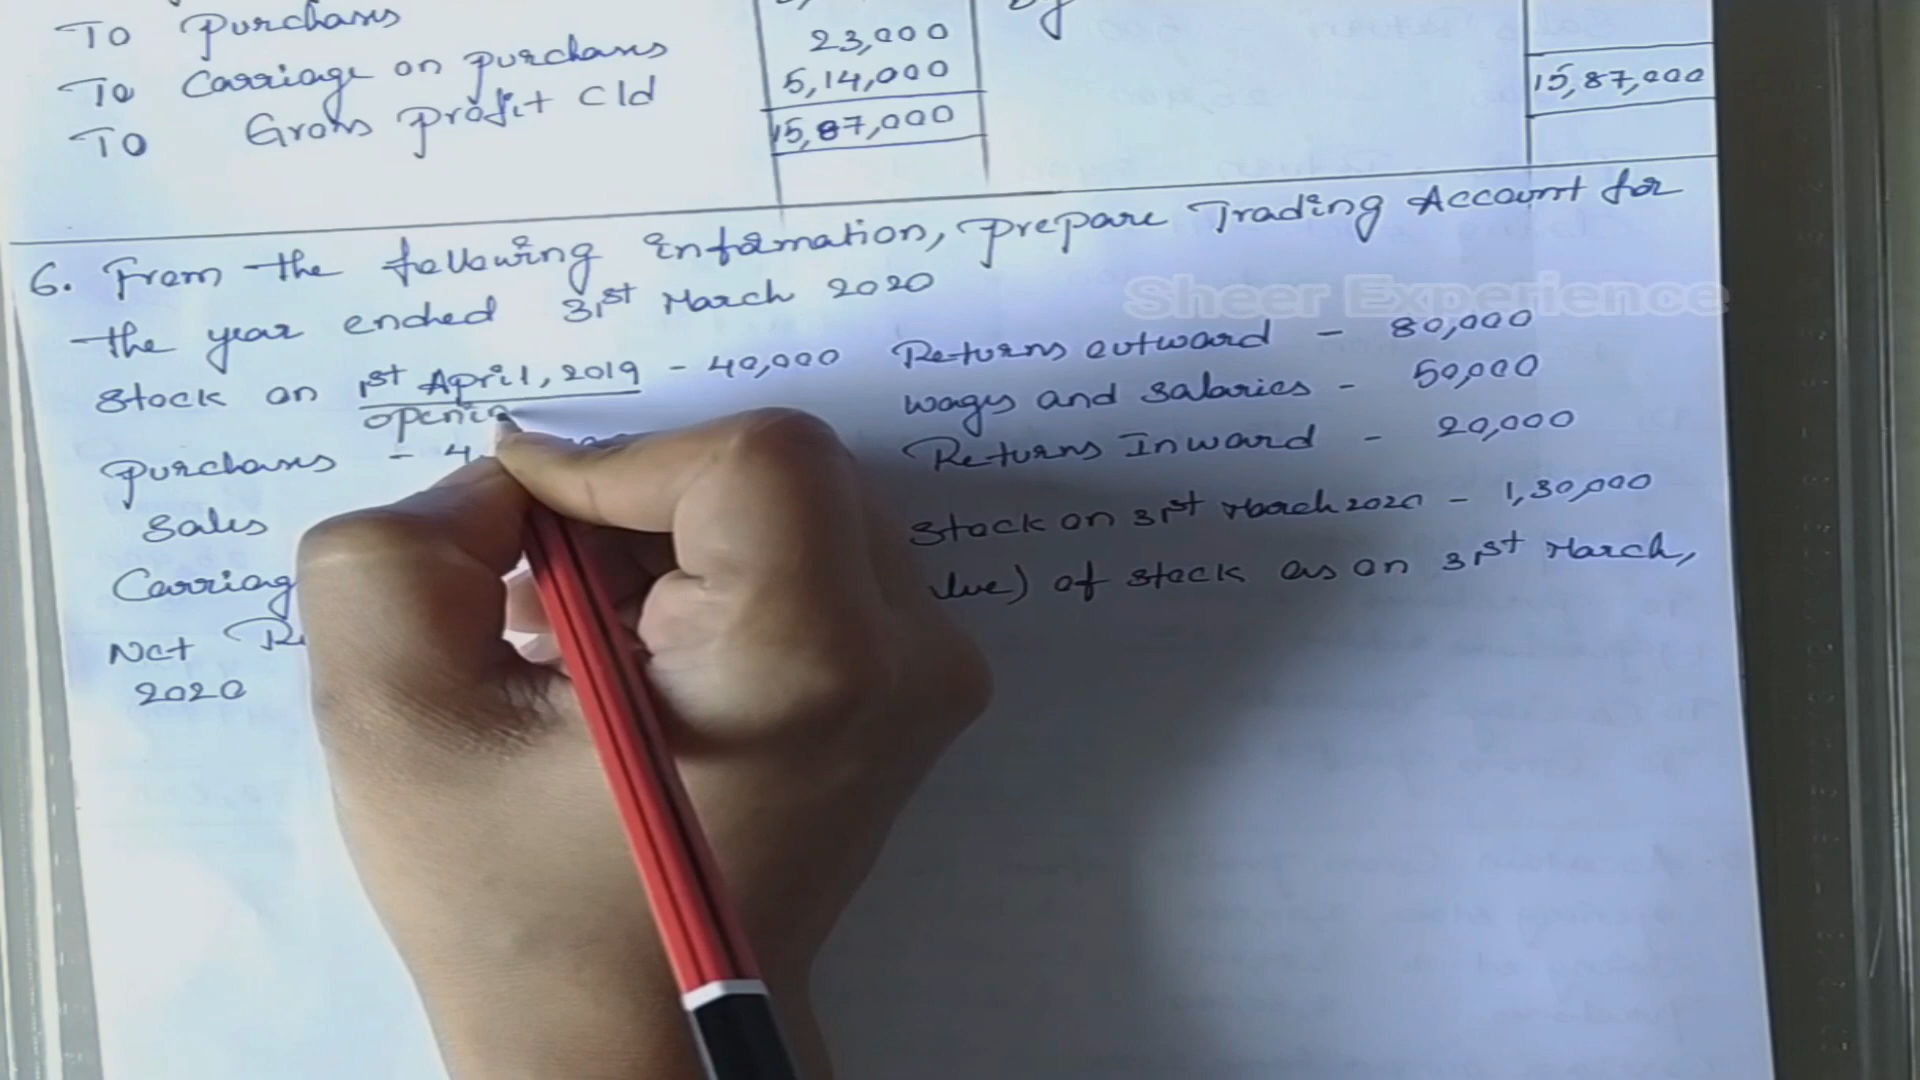 To Purchases
23,000
To Carriage on purchases 5,14,000
To Gross profit C/d 15,87,000
15,87,000
6. From the following information, prepare Trading Account for
the year ended 31st March 2020
Sheer Experience
Stock on 1st April, 2019 - 40,000
openin
Purchases - 4
Sales
Carriag
Net
2020
Returns outward - 80,000
wages and salaries - 50,000
Returns Inward - 20,000
Stock on 31st March 2020 - 1,30,000
lue) of stock as on 31st March,